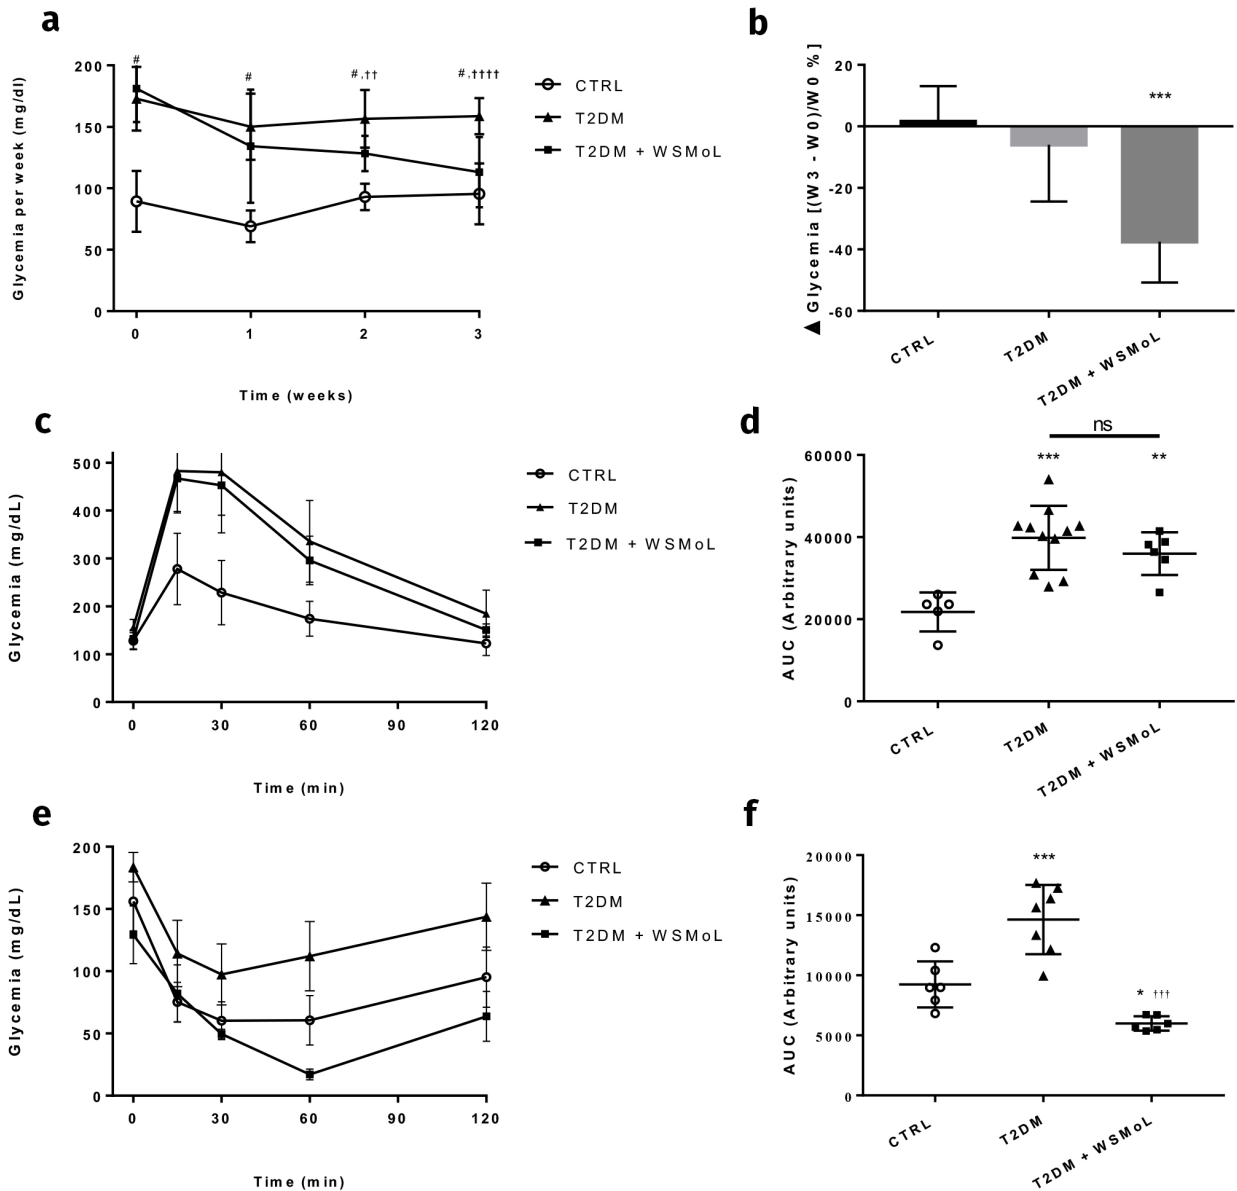 a
Glycemia per week (mg/dl)
200
150
100
50
0
0 1 2 3
Time (weeks)
#
#
#,††
#,††††
CTRL
T2DM
T2DM + WSMoL
b
▲ Glycemia [(W3 - W0)/W0 %]
20
0
-20
-40
-60
***
CTRL
T2DM
T2DM + WSMoL
c
Glycemia (mg/dL)
500
400
300
200
100
0
0 30 60 90 120
Time (min)
CTRL
T2DM
T2DM + WSMoL
d
AUC (Arbitrary units)
60000
40000
20000
0
ns
***
**
CTRL
T2DM
T2DM + WSMoL
e
Glycemia (mg/dL)
200
150
100
50
0
0 30 60 90 120
Time (min)
CTRL
T2DM
T2DM + WSMoL
f
AUC (Arbitrary units)
20000
15000
10000
5000
0
***
* †††
CTRL
T2DM
T2DM + WSMoL